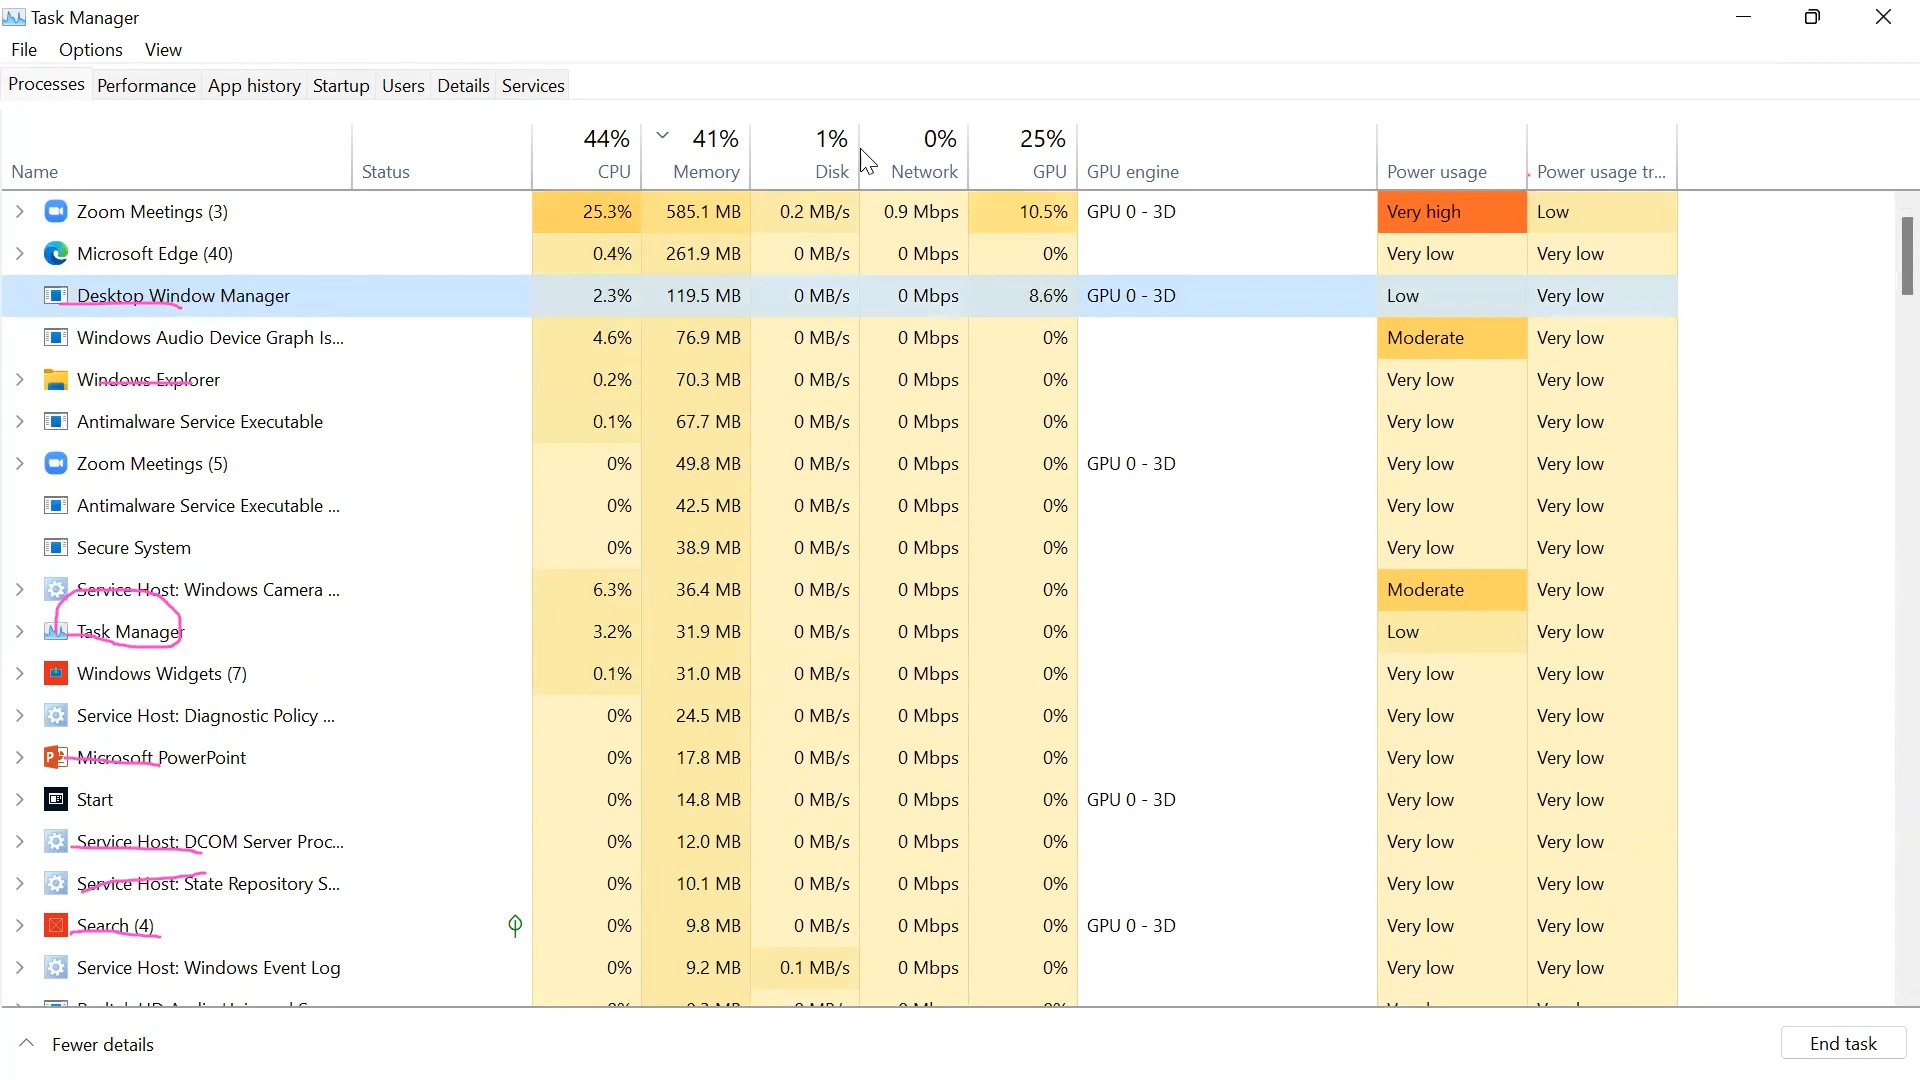 Task Manager
File Options View
Processes Performance App history Startup Users Details Services
44% 41% 1% 0% 25%
Name Status CPU Memory Disk Network GPU GPU engine Power usage Power usage tr...
Zoom Meetings (3) 25.3% 585.1 MB 0.2 MB/s 0.9 Mbps 10.5% GPU 0 - 3D Very high Low
Microsoft Edge (40) 0.4% 261.9 MB 0 MB/s 0 Mbps 0% Very low Very low
Desktop Window Manager 2.3% 119.5 MB 0 MB/s 0 Mbps 8.6% GPU 0 - 3D Low Very low
Windows Audio Device Graph Is... 4.6% 76.9 MB 0 MB/s 0 Mbps 0% Moderate Very low
Windows Explorer 0.2% 70.3 MB 0 MB/s 0 Mbps 0% Very low Very low
Antimalware Service Executable 0.1% 67.7 MB 0 MB/s 0 Mbps 0% Very low Very low
Zoom Meetings (5) 0% 49.8 MB 0 MB/s 0 Mbps 0% GPU 0 - 3D Very low Very low
Antimalware Service Executable ... 0% 42.5 MB 0 MB/s 0 Mbps 0% Very low Very low
Secure System 0% 38.9 MB 0 MB/s 0 Mbps 0% Very low Very low
Service Host: Windows Camera ... 6.3% 36.4 MB 0 MB/s 0 Mbps 0% Moderate Very low
Task Manager 3.2% 31.9 MB 0 MB/s 0 Mbps 0% Low Very low
Windows Widgets (7) 0.1% 31.0 MB 0 MB/s 0 Mbps 0% Very low Very low
Service Host: Diagnostic Policy ... 0% 24.5 MB 0 MB/s 0 Mbps 0% Very low Very low
Microsoft PowerPoint 0% 17.8 MB 0 MB/s 0 Mbps 0% Very low Very low
Start 0% 14.8 MB 0 MB/s 0 Mbps 0% GPU 0 - 3D Very low Very low
Service Host: DCOM Server Proc... 0% 12.0 MB 0 MB/s 0 Mbps 0% Very low Very low
Service Host: State Repository S... 0% 10.1 MB 0 MB/s 0 Mbps 0% Very low Very low
Search (4) 0% 9.8 MB 0 MB/s 0 Mbps 0% GPU 0 - 3D Very low Very low
Service Host: Windows Event Log 0% 9.2 MB 0.1 MB/s 0 Mbps 0% Very low Very low
Fewer details End task